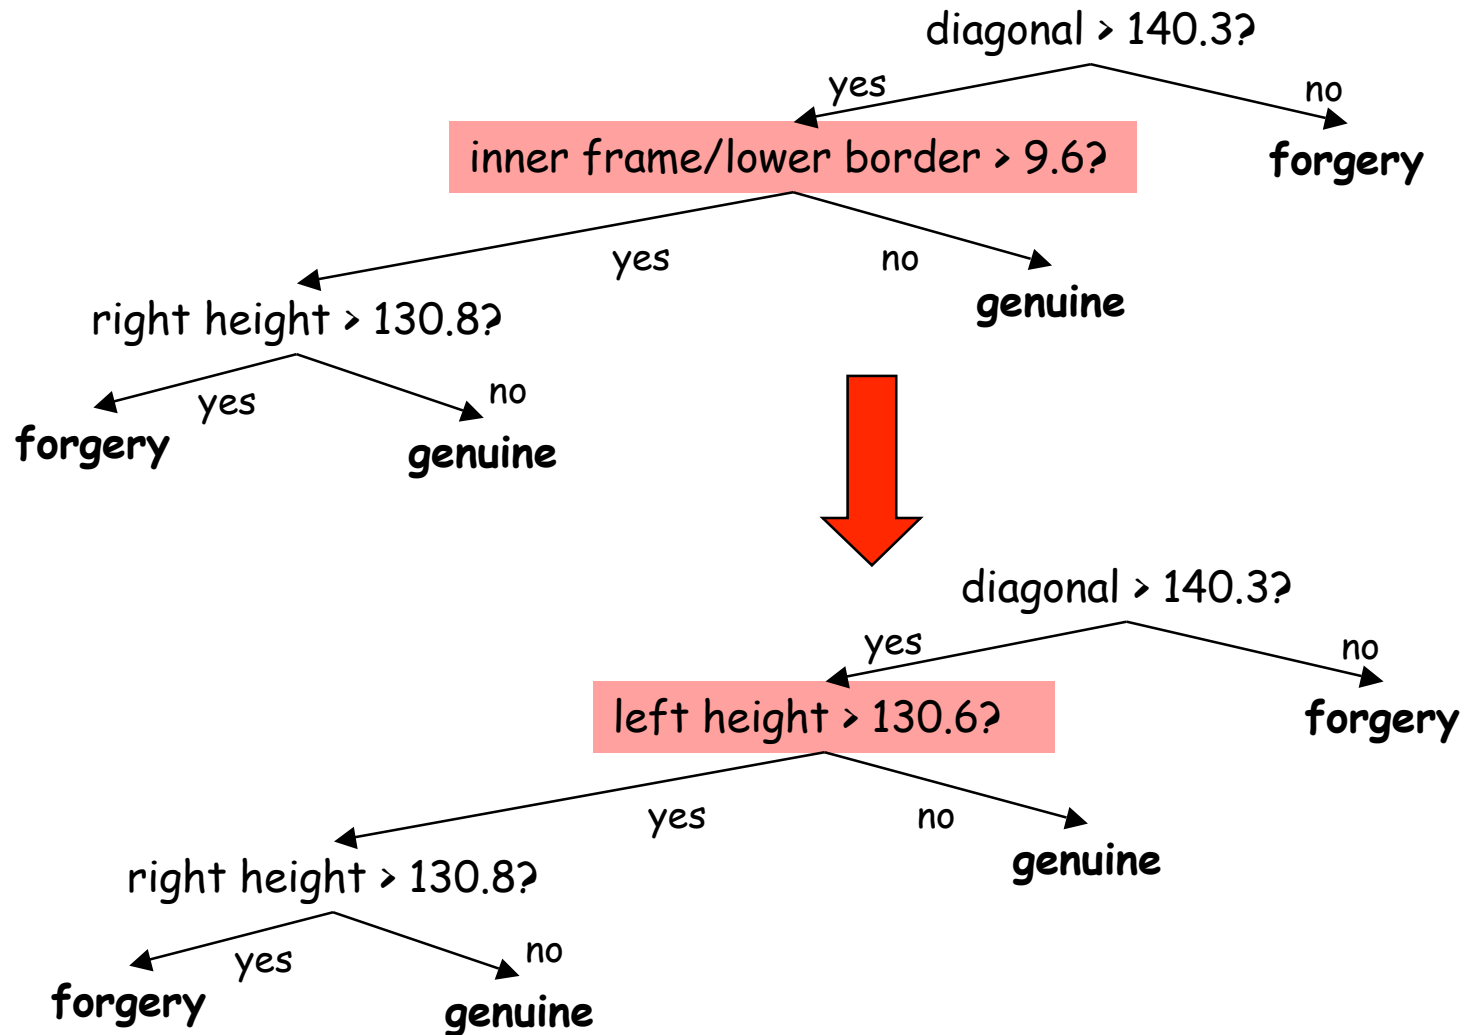 diagonal > 140.3?
yes
no
inner frame/lower border > 9.6?
forgery
yes
no
genuine
right height > 130.8?
yes
no
forgery
genuine
diagonal > 140.3?
yes
no
left height > 130.6?
forgery
yes
no
genuine
right height > 130.8?
yes
no
forgery
genuine